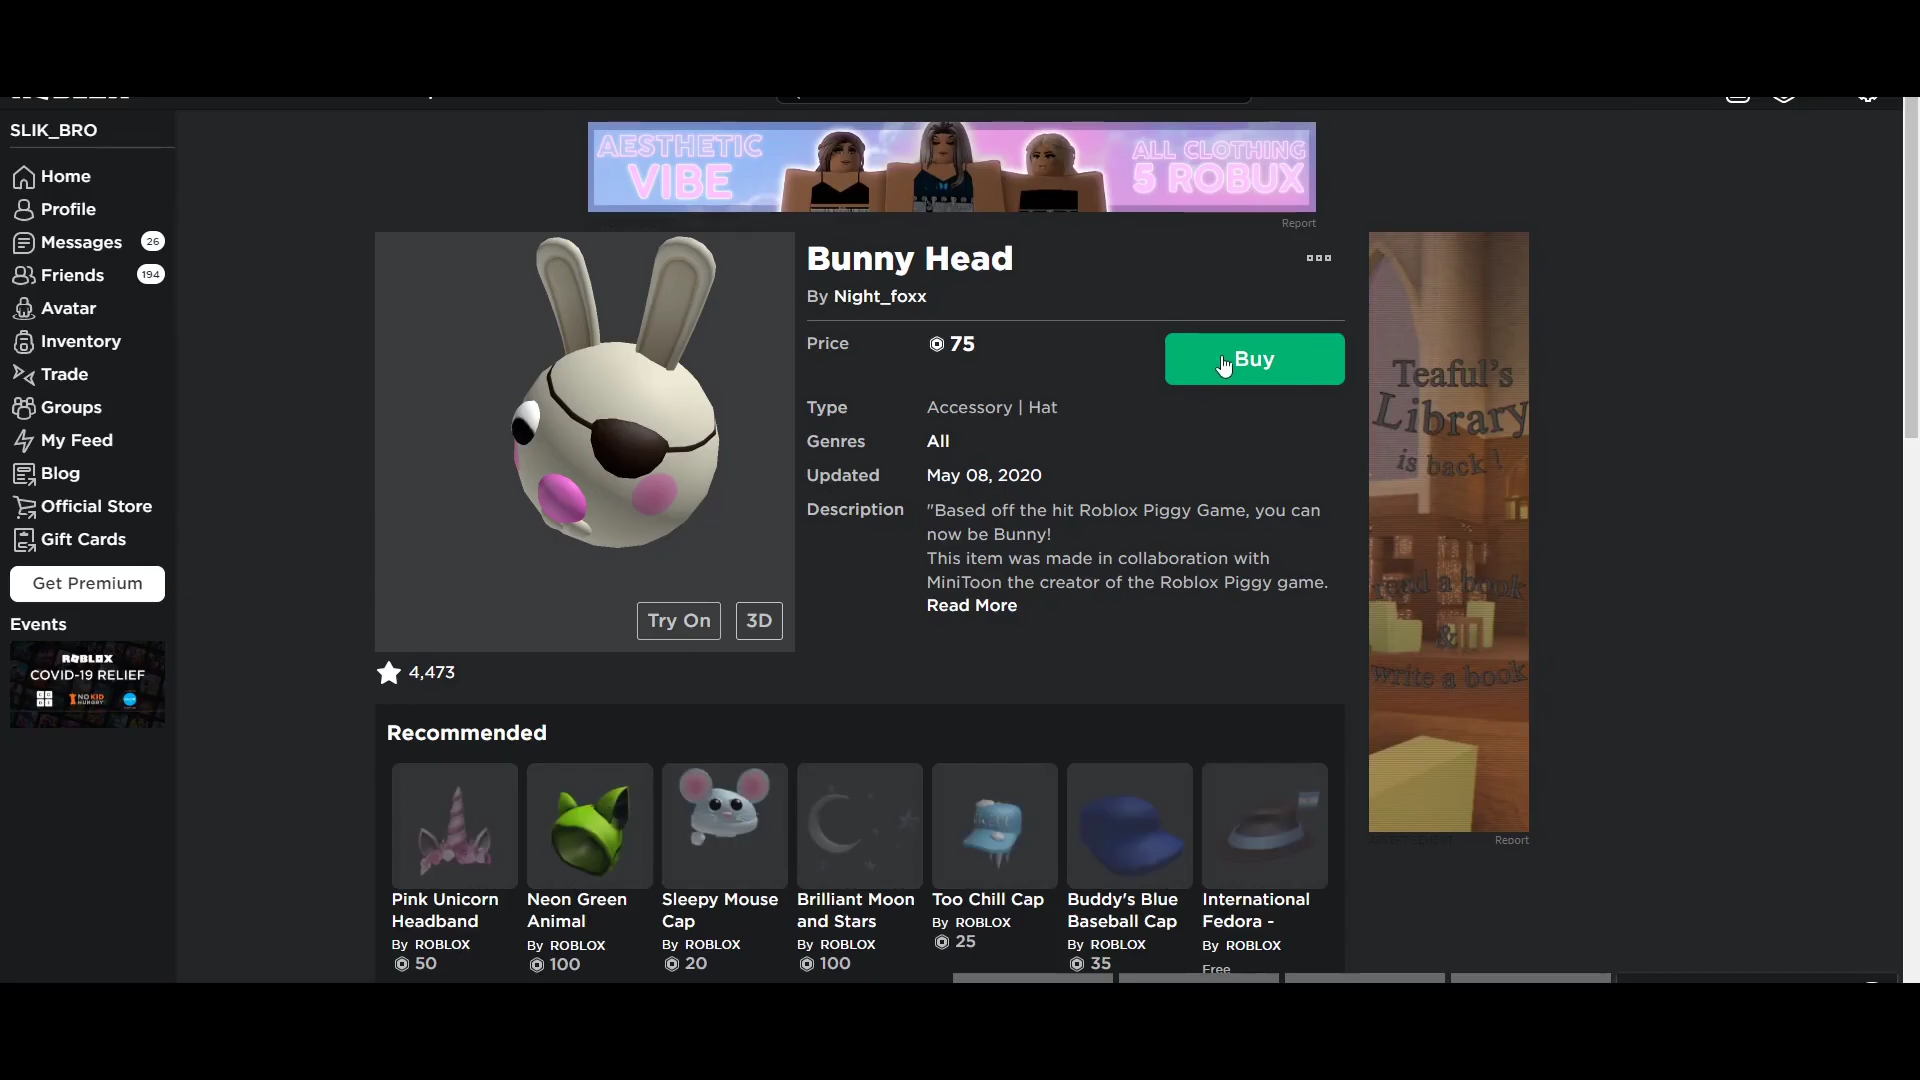 SLIK_BRO
Home
Profile
Messages 26
Friends 194
Avatar
Inventory
Trade
Groups
My Feed
Blog
Official Store
Gift Cards
Get Premium
Events
ROBLOX
COVID-19 RELIEF
NO KID
HUNGRY
AESTHETIC
VIBE
ALL CLOTHING
5 ROBUX
Report
Bunny Head
By Night_foxx
Price 75
Buy
Type Accessory | Hat
Genres All
Updated May 08, 2020
Description "Based off the hit Roblox Piggy Game, you can
now be Bunny!
This item was made in collaboration with
MiniToon the creator of the Roblox Piggy game.
Read More
Try On
3D
4,473
Teaful's
Library
is back!
read a book
&
write a book
Report
Recommended
Pink Unicorn
Headband
By ROBLOX
50
Neon Green
Animal
By ROBLOX
100
Sleepy Mouse
Cap
By ROBLOX
20
Brilliant Moon
and Stars
By ROBLOX
100
Too Chill Cap
By ROBLOX
25
Buddy's Blue
Baseball Cap
By ROBLOX
35
International
Fedora -
By ROBLOX
Free